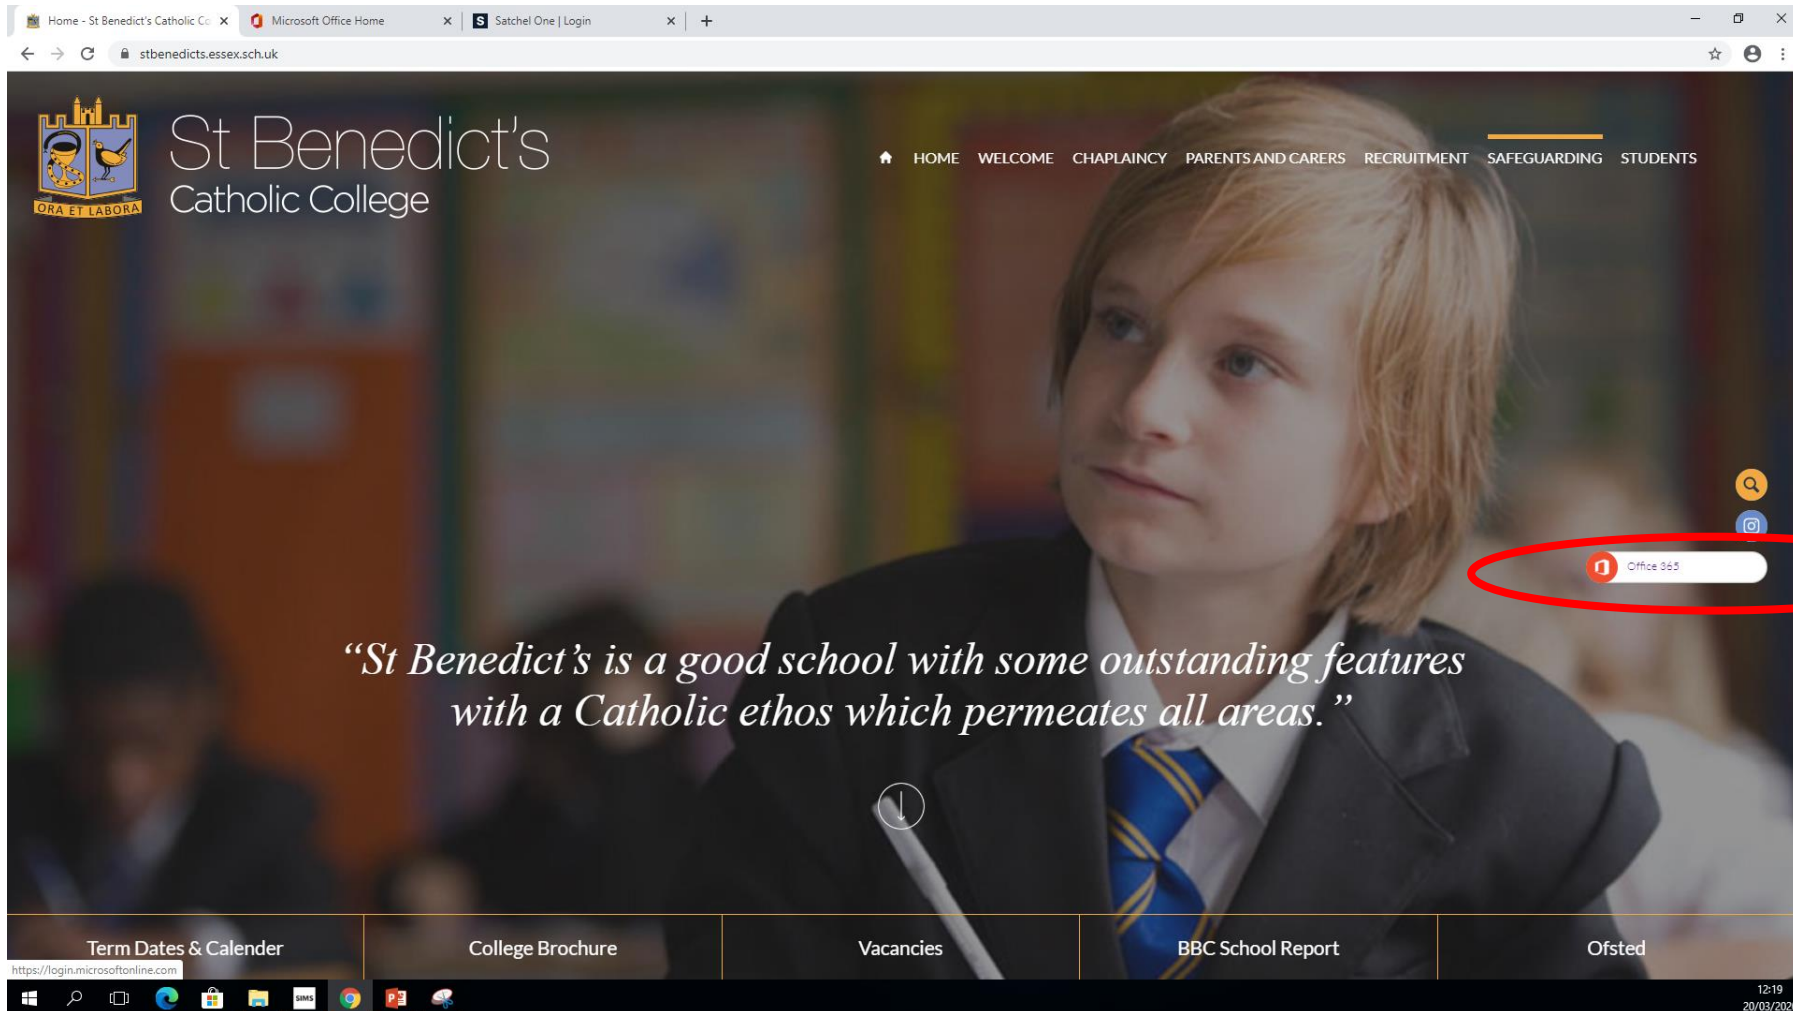 Home - St Benedict's Catholic Co
Microsoft Office Home
Satchel One | Login
stbenedicts.essex.sch.uk
ORA ET LABORA
St Benedict's
Catholic College
HOME WELCOME CHAPLAINCY PARENTS AND CARERS RECRUITMENT SAFEGUARDING STUDENTS
Office 365
“St Benedict’s is a good school with some outstanding features
with a Catholic ethos which permeates all areas.”
Term Dates & Calender College Brochure Vacancies BBC School Report Ofsted
https://login.microsoftonline.com
SIMS
12:19
20/03/202